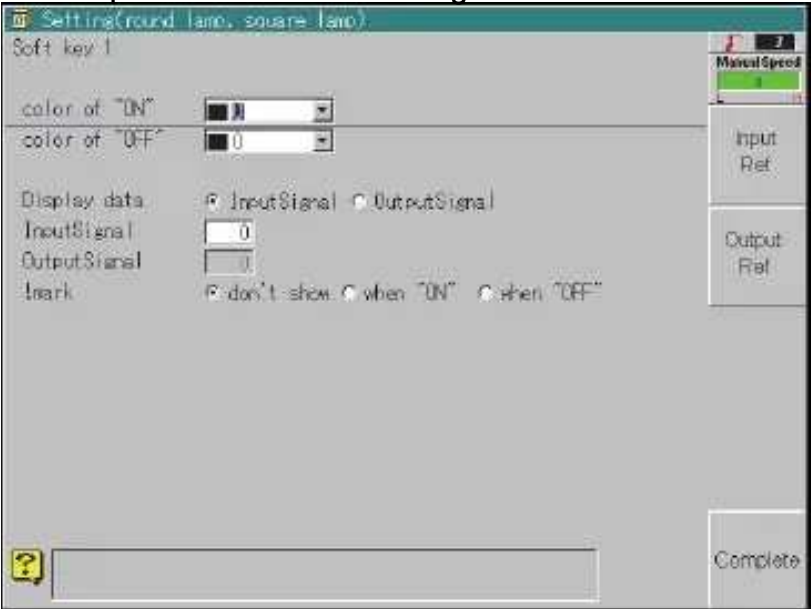 Setting(round lamp, square lamp)
Soft key 1
Manual Speed
color of "ON" 0
color of "OFF" 0
Input
Ref
Display data InputSignal OutputSignal
InputSignal 0
OutputSignal 0
Output
Ref
!mark don't show when "ON" when "OFF"
Complete